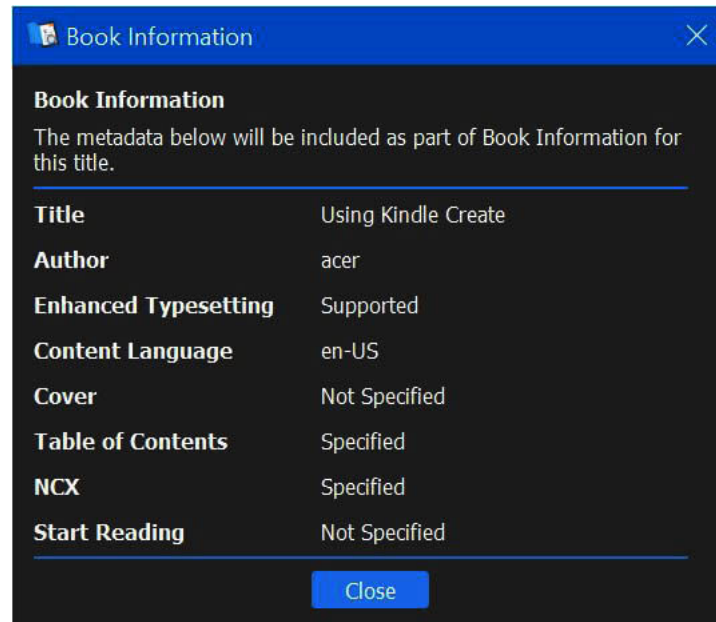 Book Information
Book Information
The metadata below will be included as part of Book Information for
this title.
Title Using Kindle Create
Author acer
Enhanced Typesetting Supported
Content Language en-US
Cover Not Specified
Table of Contents Specified
NCX Specified
Start Reading Not Specified
Close